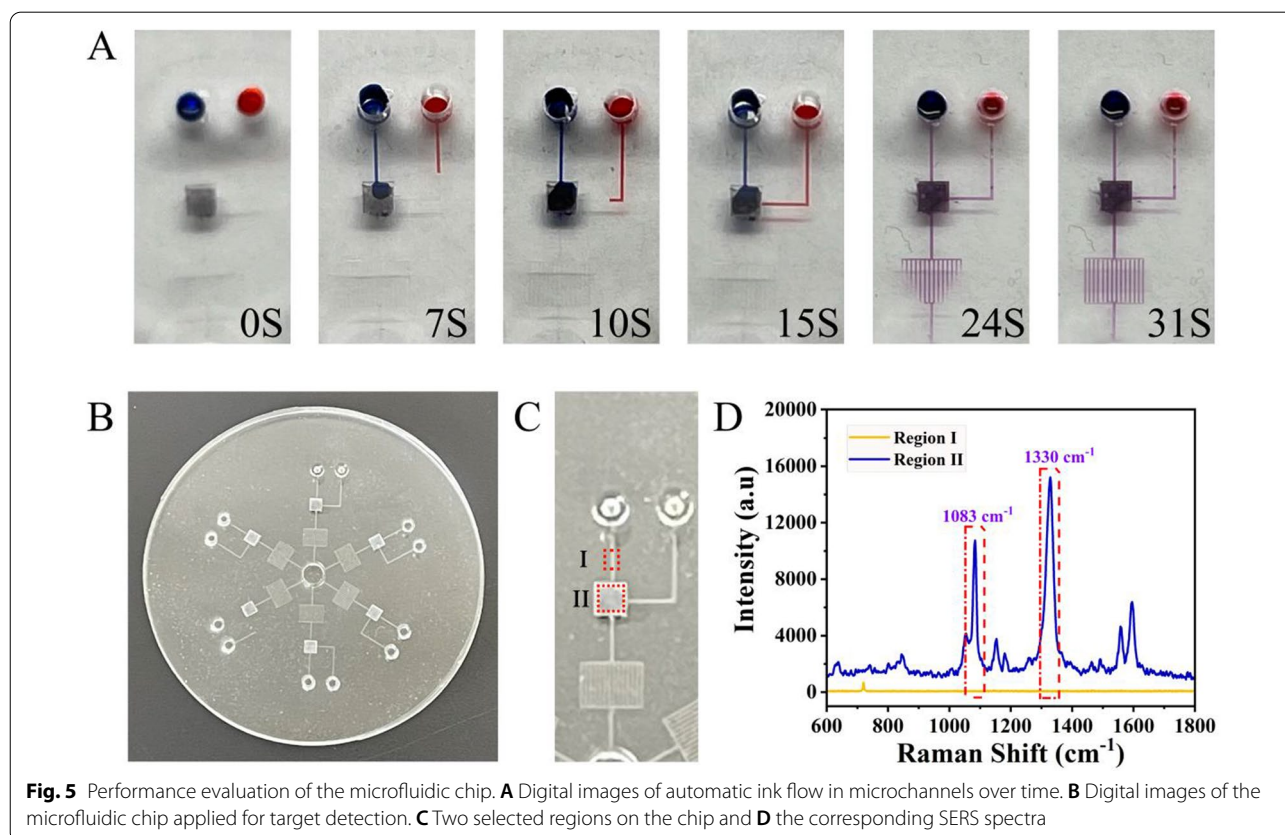 A
0S
7S
10S
15S
24S
31S
B
C
I
II
D
20000
16000
12000
8000
4000
0
Intensity (a.u)
Region I
Region II
1083 cm-1
1330 cm-1
600
800
1000
1200
1400
1600
1800
Raman Shift (cm-1)
Fig. 5 Performance evaluation of the microfluidic chip. A Digital images of automatic ink flow in microchannels over time. B Digital images of the
microfluidic chip applied for target detection. C Two selected regions on the chip and D the corresponding SERS spectra